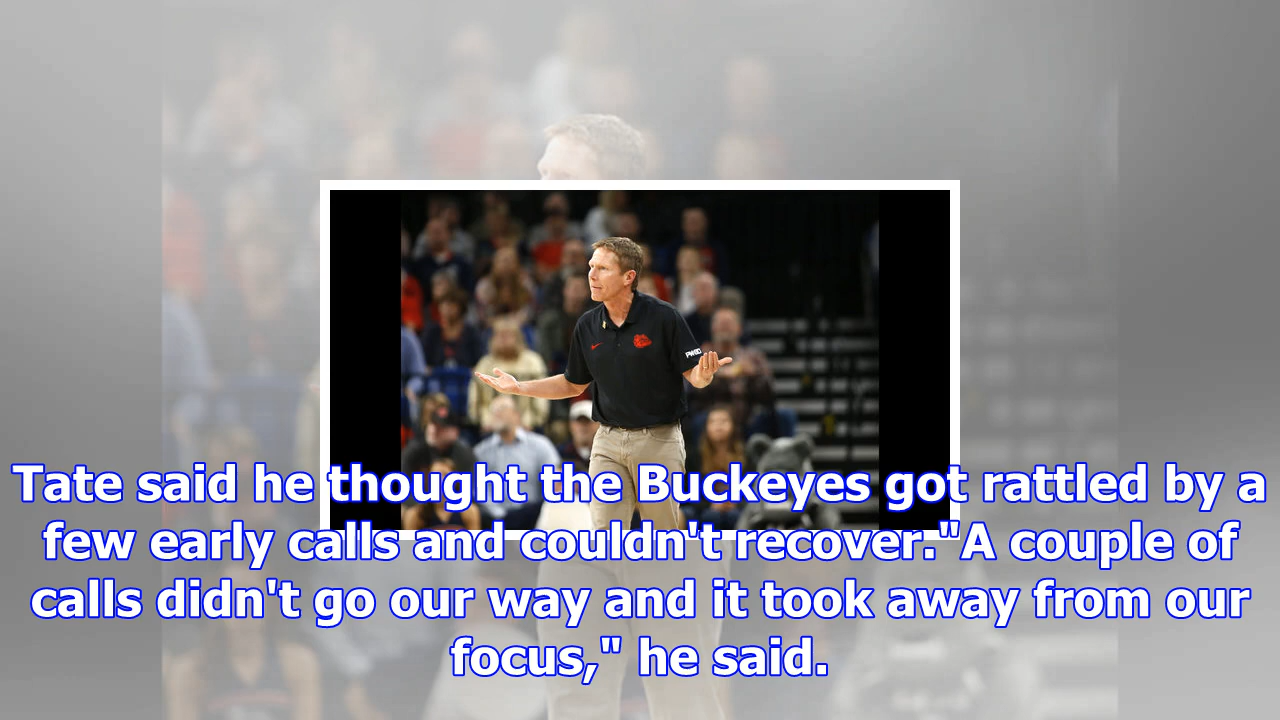 Tate said he thought the Buckeyes got rattled by a
few early calls and couldn't recover."A couple of
calls didn't go our way and it took away from our
focus," he said.